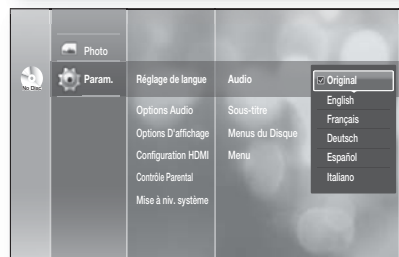 Photo
No Disc
Param.
Réglage de langue
Audio
Original
English
Options Audio
Sous-titre
Français
Options D'affichage
Menus du Disque
Deutsch
Configuration HDMI
Menu
Español
Contrôle Parental
Italiano
Mise à niv. système